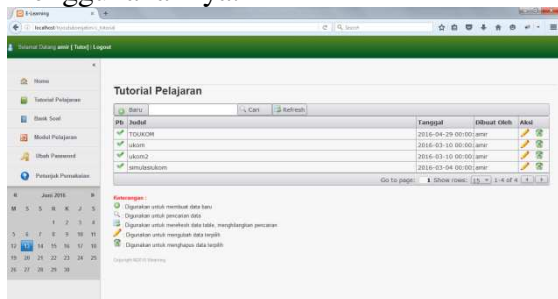 E-Learning
localhost/
Search
Selamat Datang amir [ Tutor] | Logout
Home
Tutorial Pelajaran
Bank Soal
Modul Pelajaran
Ubah Password
Petunjuk Pemakaian
Juni 2016
M S S R K J S
1 2 3 4
5 6 7 8 9 10 11
12 13 14 15 16 17 18
19 20 21 22 23 24 25
26 27 28 29 30
Tutorial Pelajaran
Baru Cari Refresh
Pb Judul Tanggal Dibuat Oleh Aksi
TOUKOM 2016-04-29 00:00: amir
ukom 2016-03-10 00:00: amir
ukom2 2016-03-10 00:00: amir
simulasiukom 2016-03-04 00:00: amir
Go to page: 1 Show rows: 15 1-4 of 4
Keterangan :
: Digunakan untuk membuat data baru
: Digunakan untuk pencarian data
: Digunakan untuk merefresh data table, menghilangkan pencarian
: Digunakan untuk mengubah data terpilih
: Digunakan untuk menghapus data terpilih
Copyright @2015 Elearning